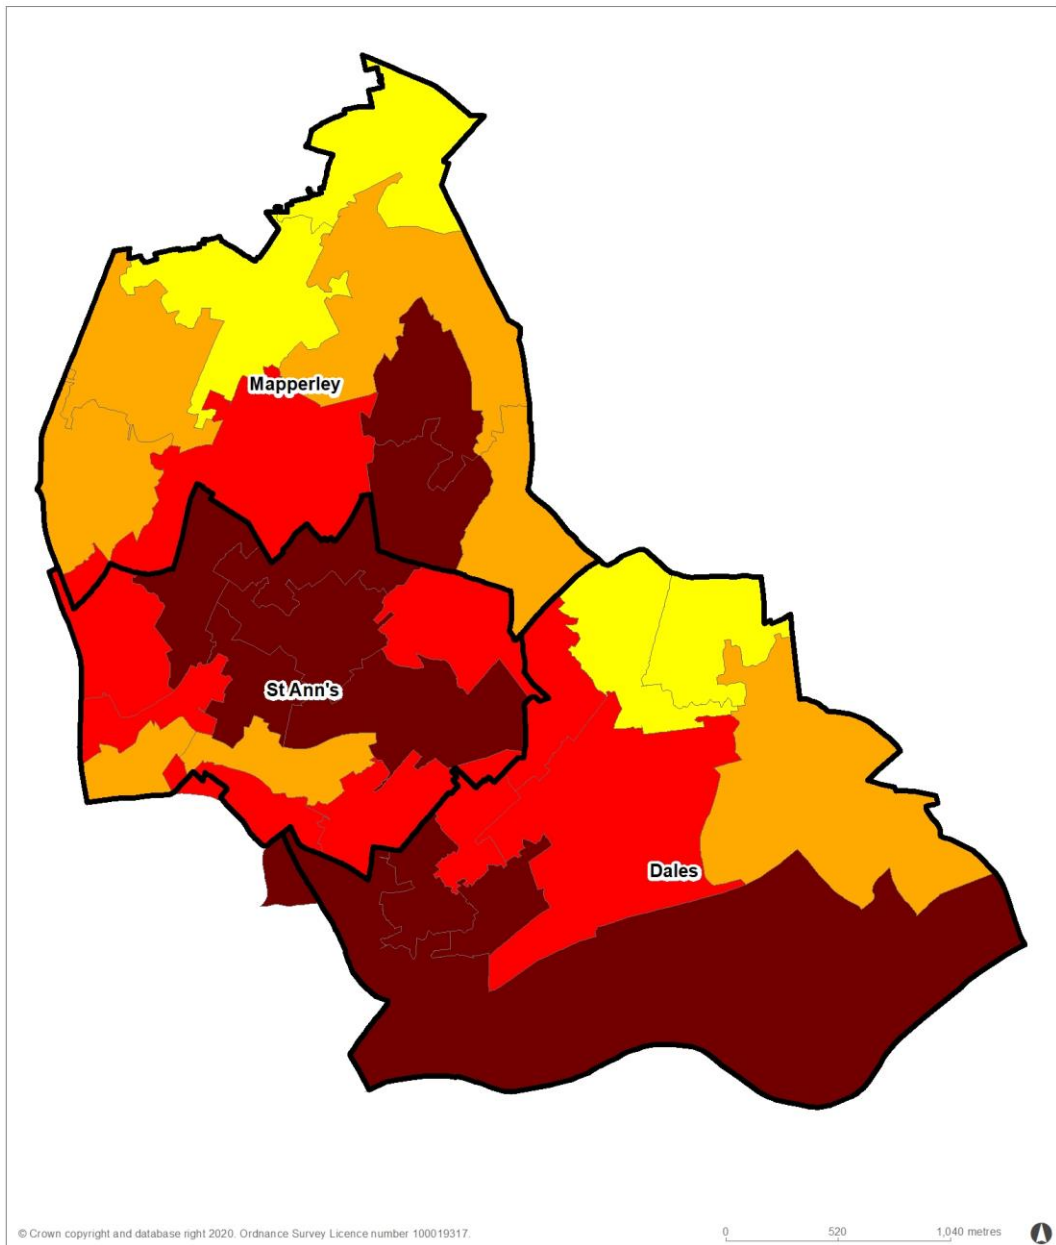 Mapperley
St Ann's
Dales
© Crown copyright and database right 2020. Ordnance Survey Licence number 100019317.
0 520 1,040 metres